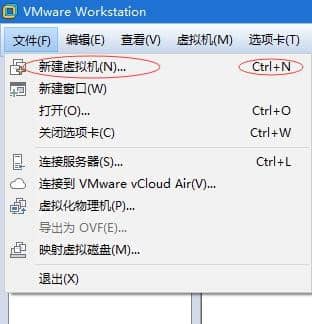 VMware Workstation
文件(F) 编辑(E) 查看(V) 虚拟机(M) 选项卡(T)
新建虚拟机(N)... Ctrl+N
新建窗口(W)
打开(O)... Ctrl+O
关闭选项卡(C) Ctrl+W
连接服务器(S)... Ctrl+L
连接到 VMware vCloud Air(V)...
虚拟化物理机(P)...
导出为 OVF(E)...
映射虚拟磁盘(M)...
退出(X)